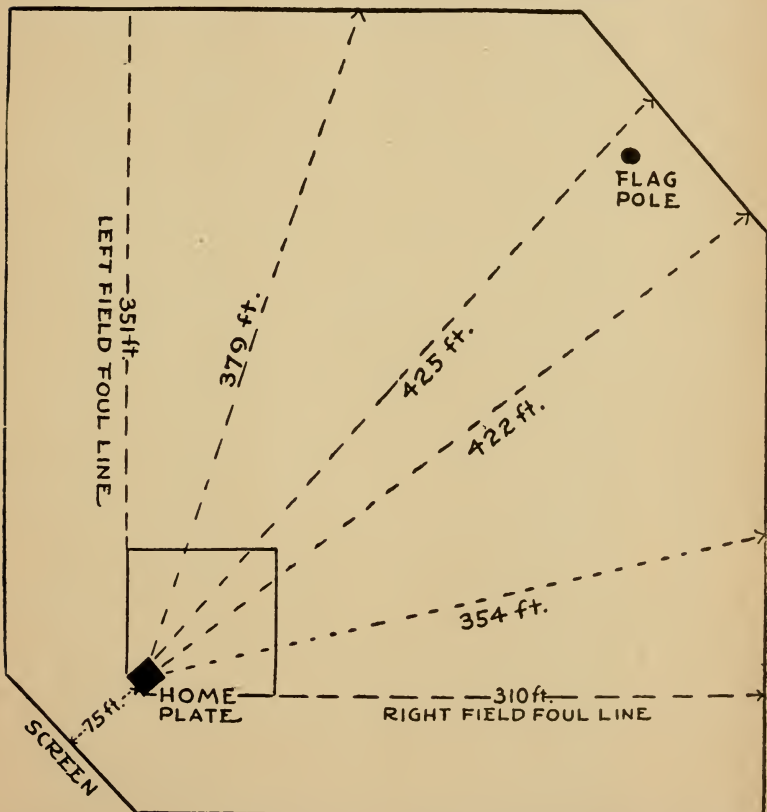 FLAG
POLE
LEFT FIELD FOUL LINE
351 ft.
379 ft.
425 ft.
422 ft.
354 ft.
HOME
PLATE
310 ft.
RIGHT FIELD FOUL LINE
75 ft.
SCREEN